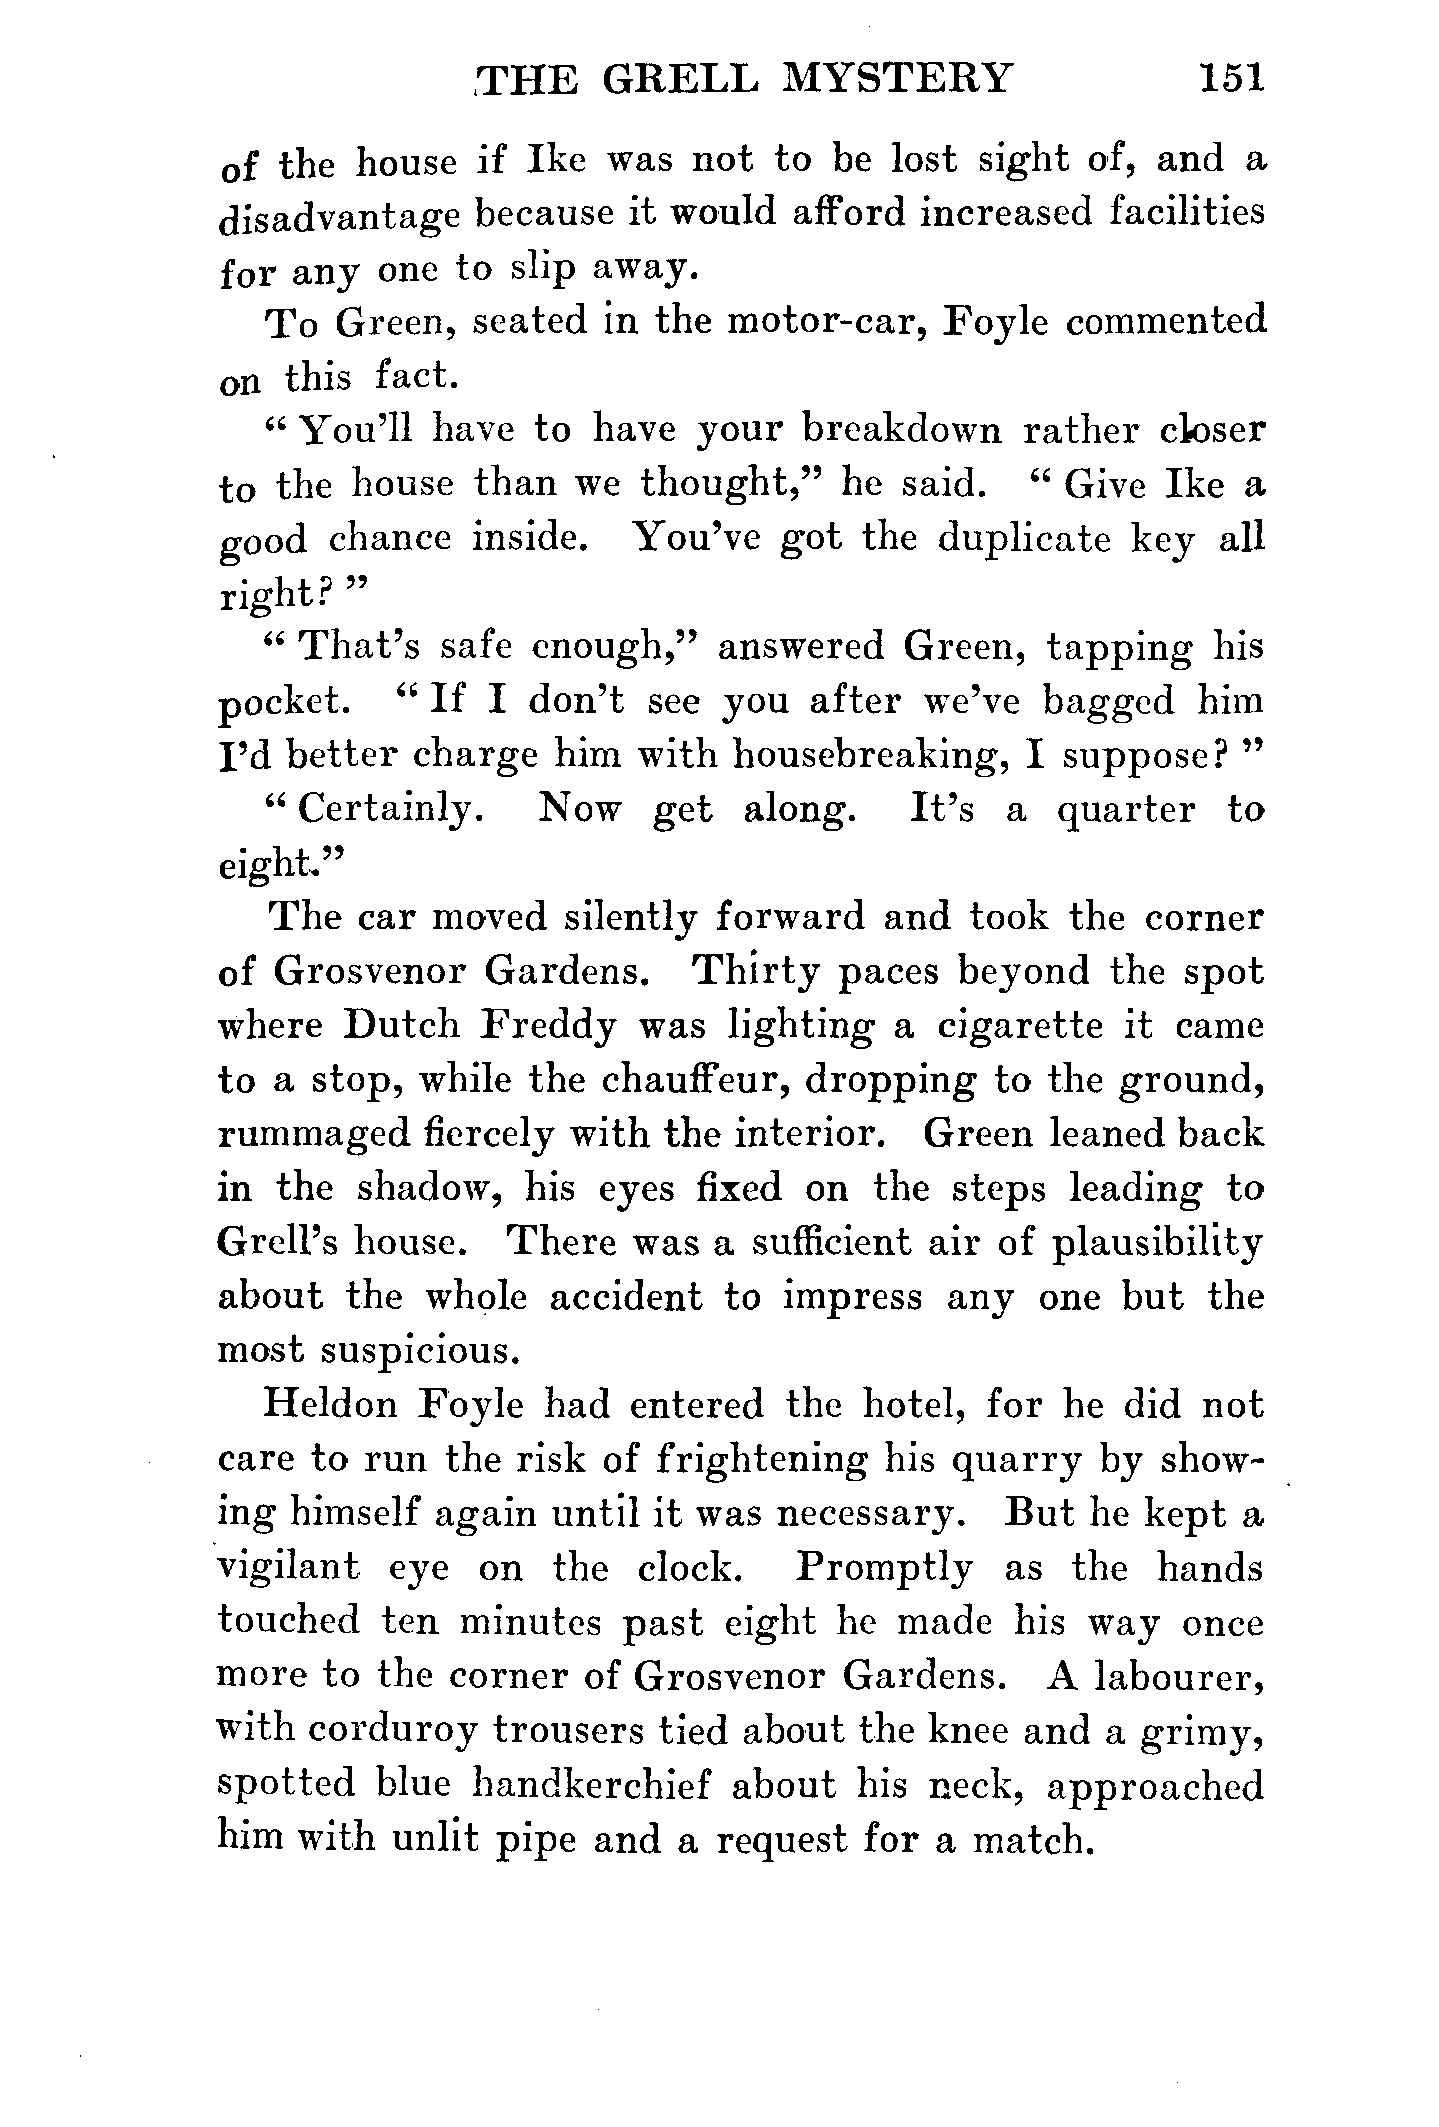 THE GRELL MYSTERY 151
of the house if Ike was not to be lost sight of, and a
disadvantage because it would afford increased facilities
for any one to slip away.
To Green, seated in the motor-car, Foyle commented
on this fact.
“ You’ll have to have your breakdown rather closer
to the house than we thought,” he said. “ Give Ike a
good chance inside. You’ve got the duplicate key all
right? ”
“ That’s safe enough,” answered Green, tapping his
pocket. “ If I don’t see you after we’ve bagged him
I’d better charge him with housebreaking, I suppose? ”
“ Certainly. Now get along. It’s a quarter to
eight.”
The car moved silently forward and took the corner
of Grosvenor Gardens. Thirty paces beyond the spot
where Dutch Freddy was lighting a cigarette it came
to a stop, while the chauffeur, dropping to the ground,
rummaged fiercely with the interior. Green leaned back
in the shadow, his eyes fixed on the steps leading to
Grell’s house. There was a sufficient air of plausibility
about the whole accident to impress any one but the
most suspicious.
Heldon Foyle had entered the hotel, for he did not
care to run the risk of frightening his quarry by show-
ing himself again until it was necessary. But he kept a
vigilant eye on the clock. Promptly as the hands
touched ten minutes past eight he made his way once
more to the corner of Grosvenor Gardens. A labourer,
with corduroy trousers tied about the knee and a grimy,
spotted blue handkerchief about his neck, approached
him with unlit pipe and a request for a match.